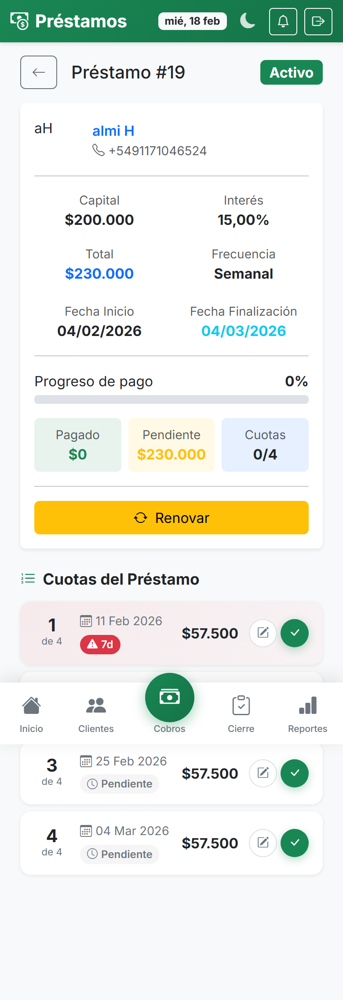 Préstamos
mié, 18 feb
Préstamo #19
Activo
aH
almi H
+5491171046524
Capital
Interés
$200.000
15,00%
Total
Frecuencia
$230.000
Semanal
Fecha Inicio
Fecha Finalización
04/02/2026
04/03/2026
Progreso de pago
0%
Pagado
Pendiente
Cuotas
$0
$230.000
0/4
Renovar
Cuotas del Préstamo
1
de 4
11 Feb 2026
7d
$57.500
Inicio
Clientes
Cobros
Cierre
Reportes
3
de 4
25 Feb 2026
Pendiente
$57.500
4
de 4
04 Mar 2026
Pendiente
$57.500